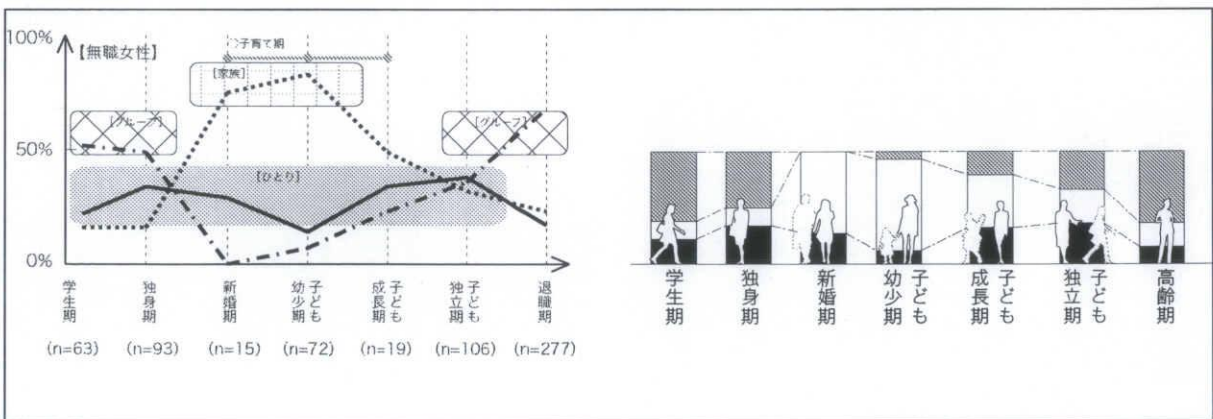 100%
【無職女性】
子育て期
[家族]
[グループ]
[グループ]
50%
[ひとり]
0%
学生期
独身期
新婚期
子ども幼少期
子ども成長期
子ども独立期
退職期
(n=63)
(n=93)
(n=15)
(n=72)
(n=19)
(n=106)
(n=277)
学生期
独身期
新婚期
子ども幼少期
子ども成長期
子ども独立期
高齢期